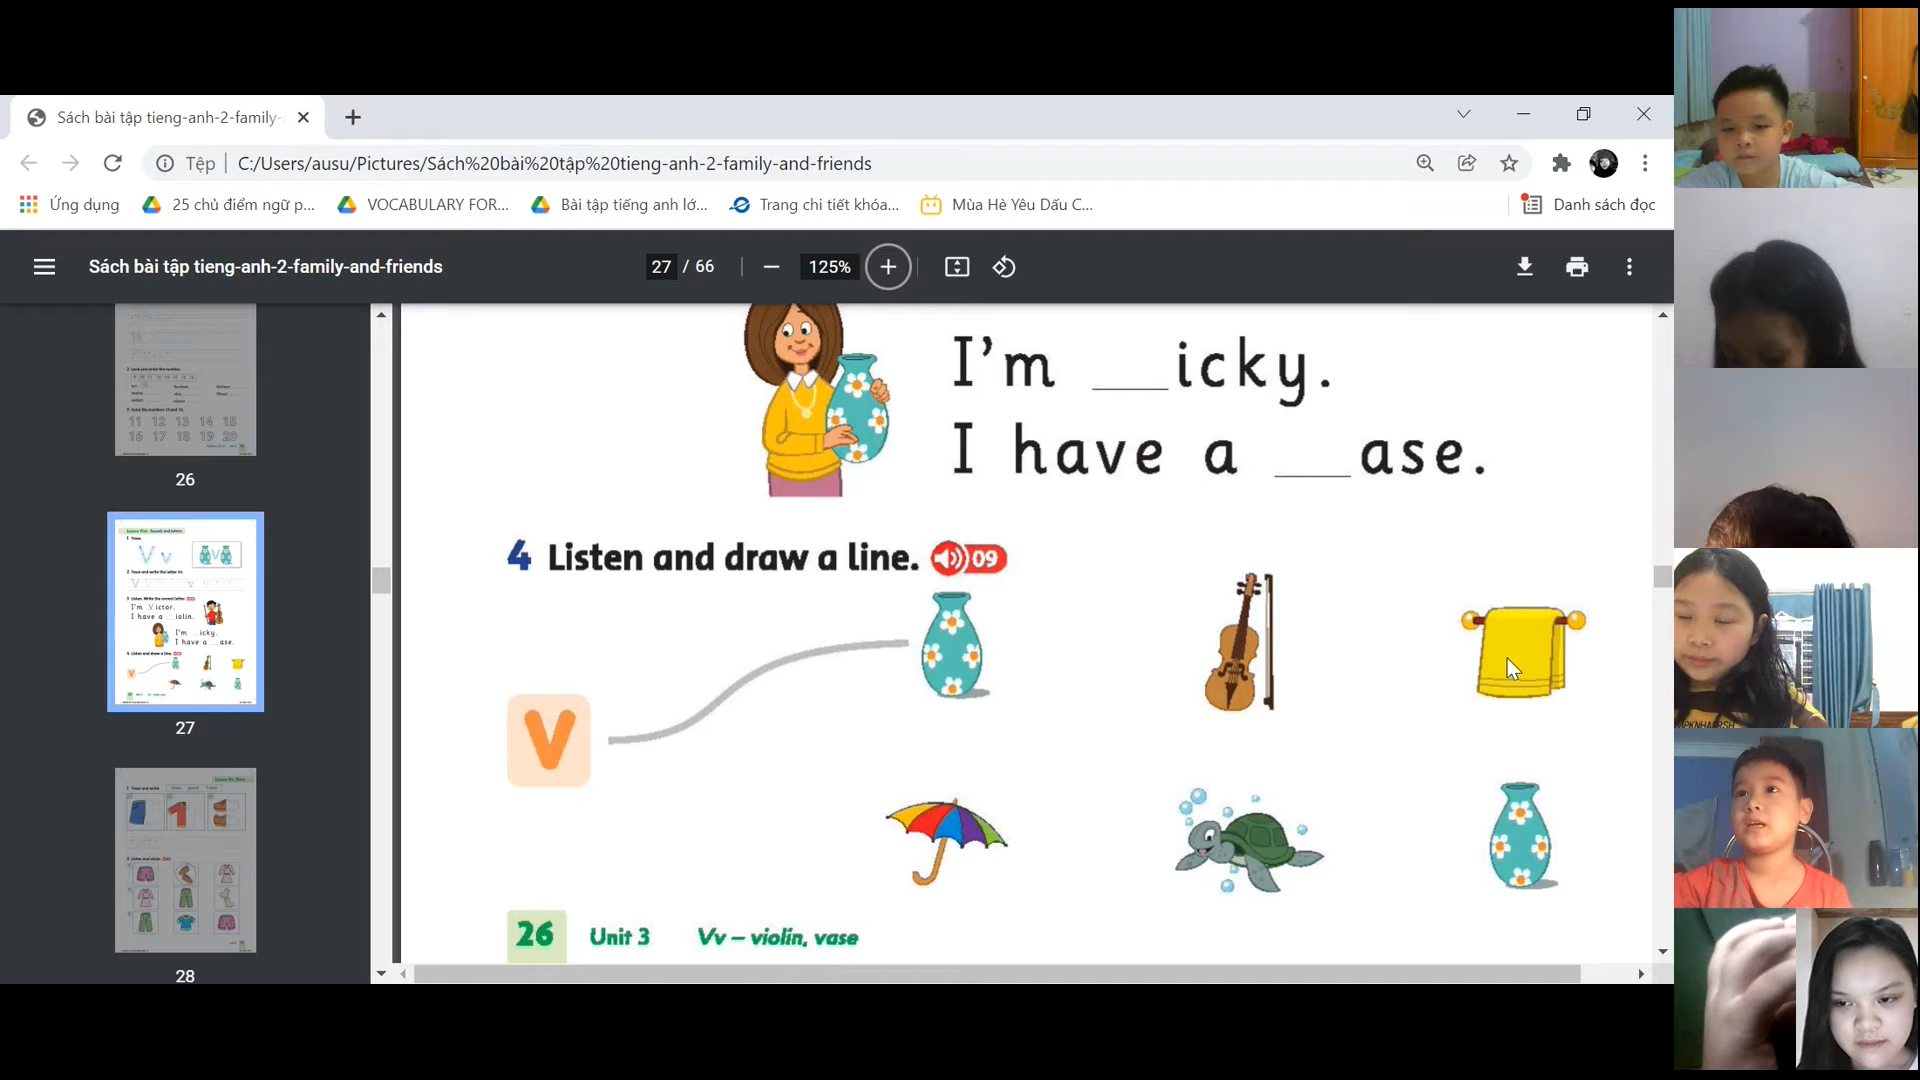 Sách bài tập tieng-anh-2-family-
Tệp
C:/Users/ausu/Pictures/Sách%20bài%20tập%20tieng-anh-2-family-and-friends
Ứng dụng
25 chủ điểm ngữ p...
VOCABULARY FOR...
Bài tập tiếng anh lớ...
Trang chi tiết khóa...
Mùa Hè Yêu Dấu C...
Danh sách đọc
Sách bài tập tieng-anh-2-family-and-friends
27 / 66
125%
26
27
28
I'm ___icky.
I have a ___ase.
4 Listen and draw a line. 09
v
26 Unit 3 Vv – violin, vase